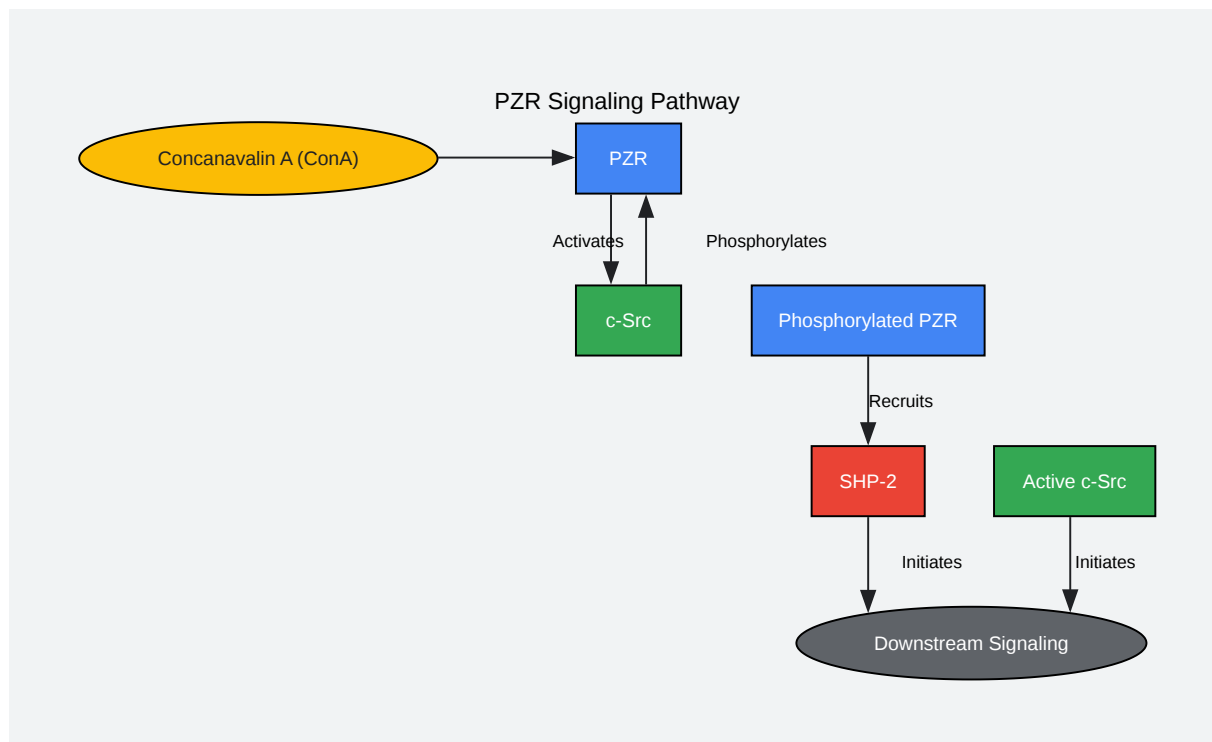 PZR Signaling Pathway
Concanavalin A (ConA)
PZR
Activates
Phosphorylates
c-Src
Phosphorylated PZR
Recruits
SHP-2
Active c-Src
Initiates
Initiates
Downstream Signaling